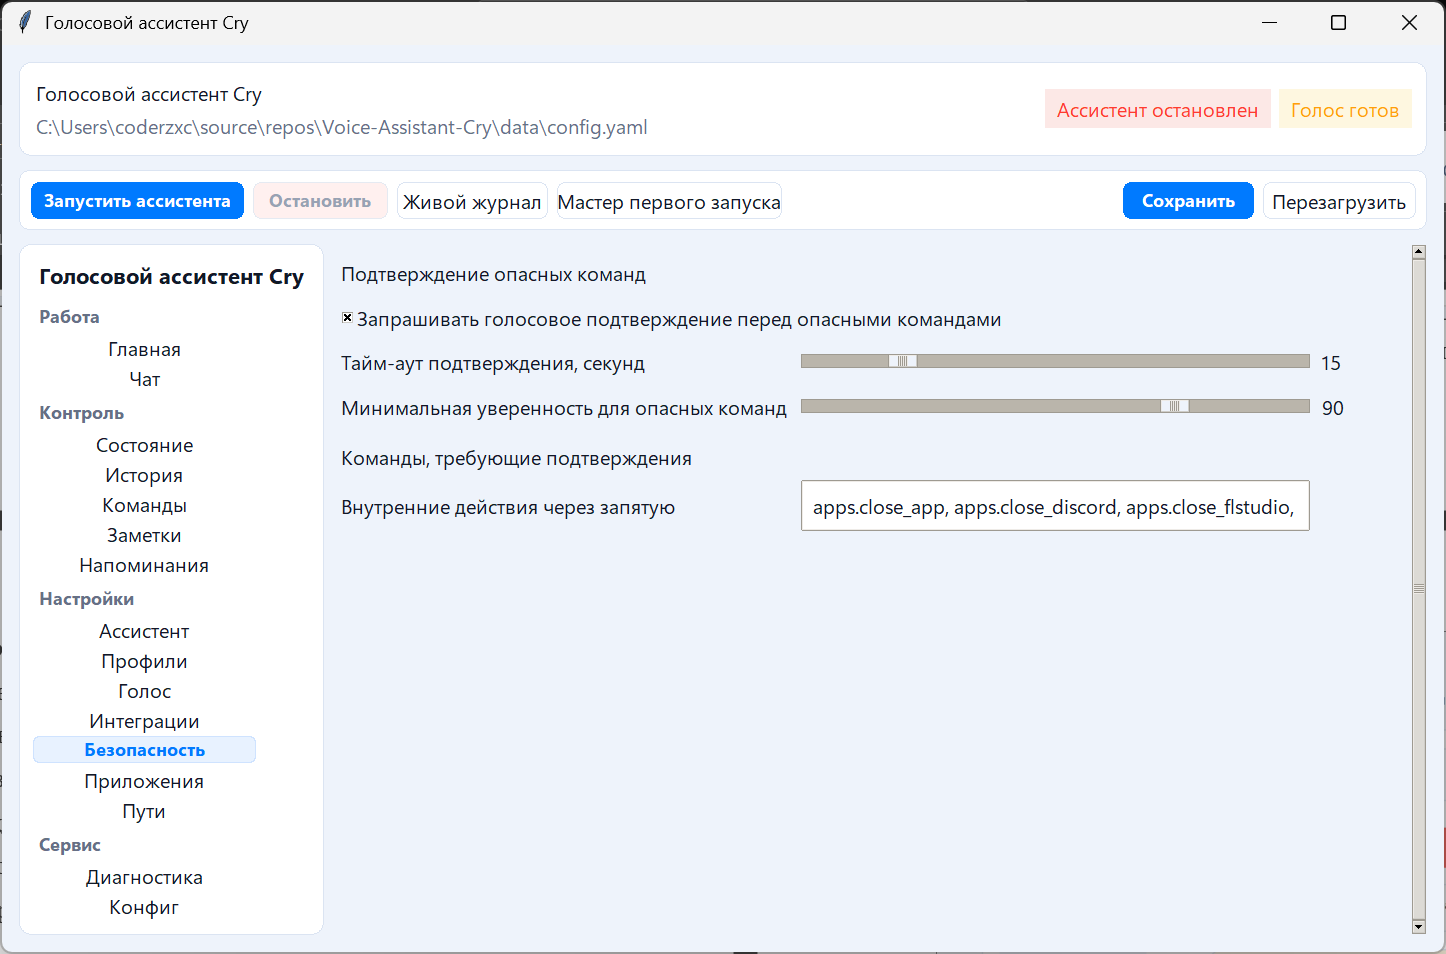 Голосовой ассистент Cry
Голосовой ассистент Cry
C:\Users\coderzxc\source\repos\Voice-Assistant-Cry\data\config.yaml
Ассистент остановлен
Голос готов
Запустить ассистента
Остановить
Живой журнал
Мастер первого запуска
Сохранить
Перезагрузить
Голосовой ассистент Cry
Работа
Главная
Чат
Контроль
Состояние
История
Команды
Заметки
Напоминания
Настройки
Ассистент
Профили
Голос
Интеграции
Безопасность
Приложения
Пути
Сервис
Диагностика
Конфиг
Подтверждение опасных команд
Запрашивать голосовое подтверждение перед опасными командами
Тайм-аут подтверждения, секунд 15
Минимальная уверенность для опасных команд 90
Команды, требующие подтверждения
Внутренние действия через запятую apps.close_app, apps.close_discord, apps.close_flstudio,